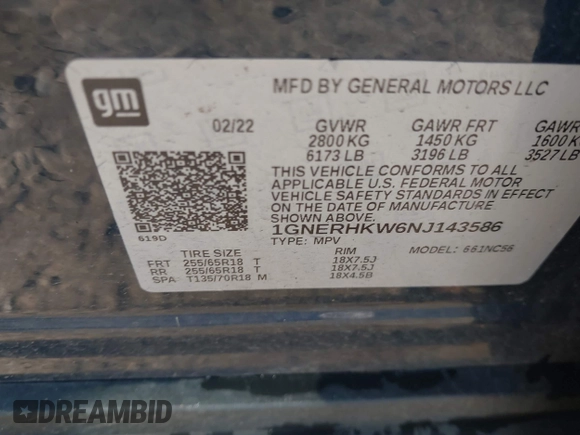 gm
MFD BY GENERAL MOTORS LLC
02/22 GVWR GAWR FRT GAWR
2800 KG 1450 KG 1600 KG
6173 LB 3196 LB 3527 LB
THIS VEHICLE CONFORMS TO ALL
APPLICABLE U.S. FEDERAL MOTOR
VEHICLE SAFETY STANDARDS IN EFFECT
ON THE DATE OF MANUFACTURE
SHOWN ABOVE.
1GNERHKW6NJ143586
619D
TYPE: MPV MODEL: 661NC56
TIRE SIZE RIM
FRT 255/65R18 T 18X7.5J
RR 255/65R18 T 18X7.5J
SPA T135/70R18 M 18X4.5B
DREAMBID